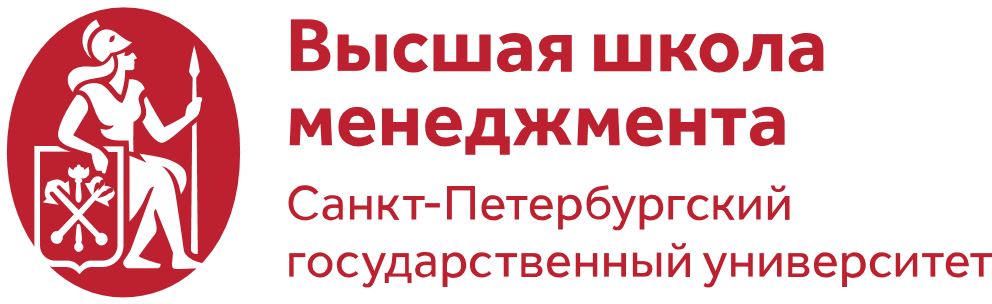 Высшая школа
менеджмента
Санкт-Петербургский
государственный университет